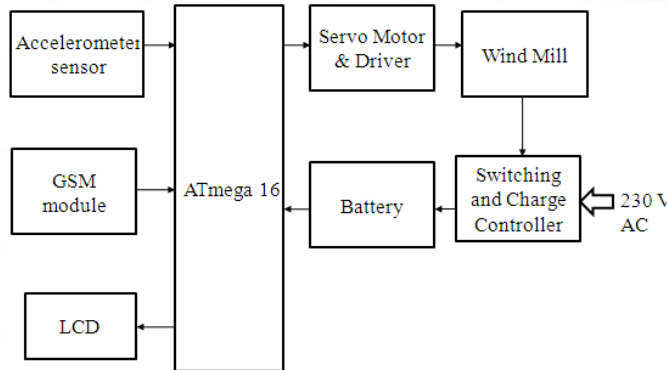 Accelerometer
sensor
Servo Motor
& Driver
Wind Mill
GSM
module
ATmega 16
Battery
Switching
and Charge
Controller
230 V
AC
LCD